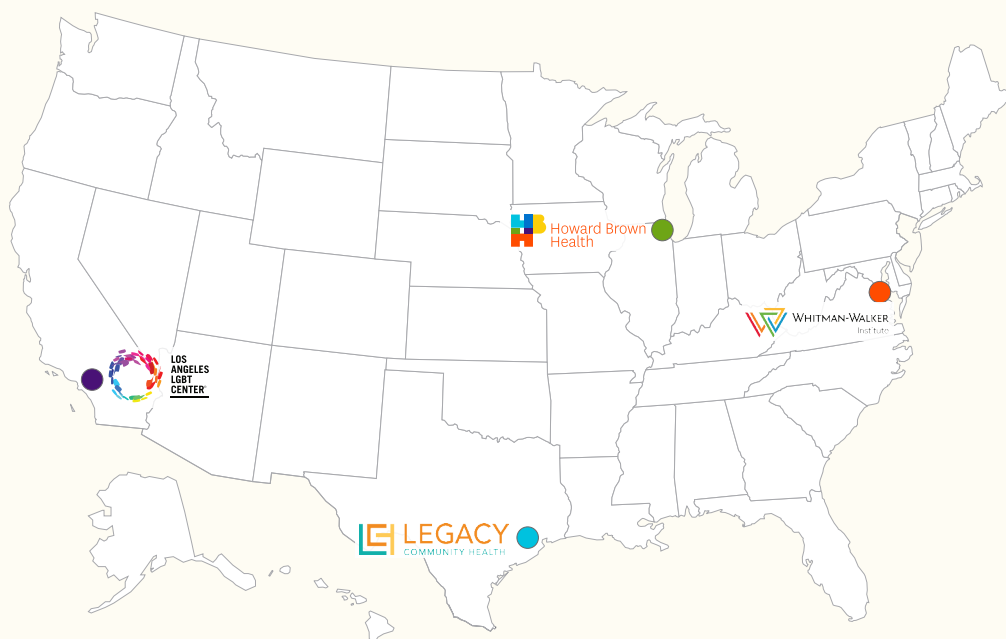 Howard Brown
Health
WHITMAN-WALKER
Institute
LOS
ANGELES
LGBT
CENTER
LEGACY
COMMUNITY HEALTH